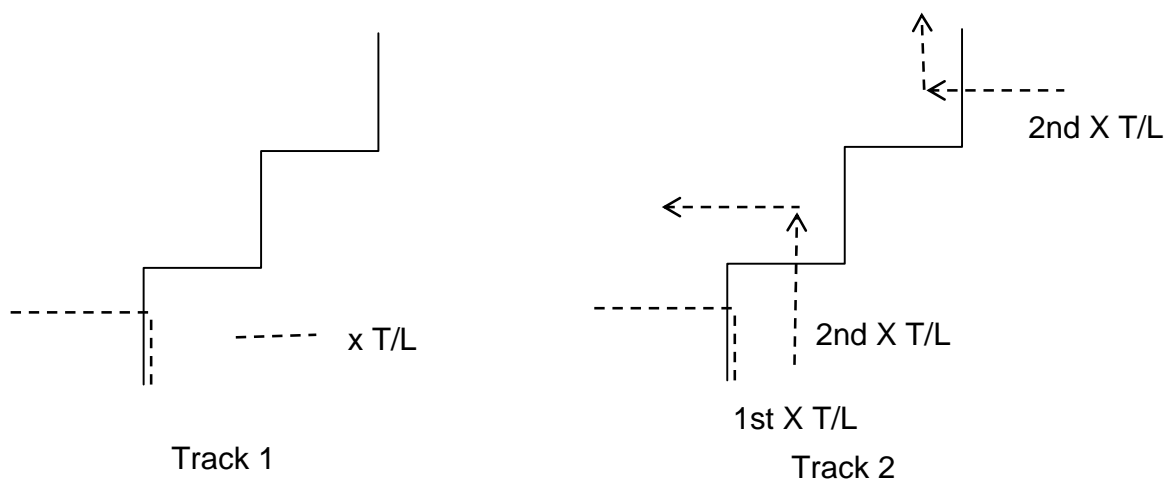 x T/L
Track 1
2nd X T/L
2nd X T/L
1st X T/L
Track 2